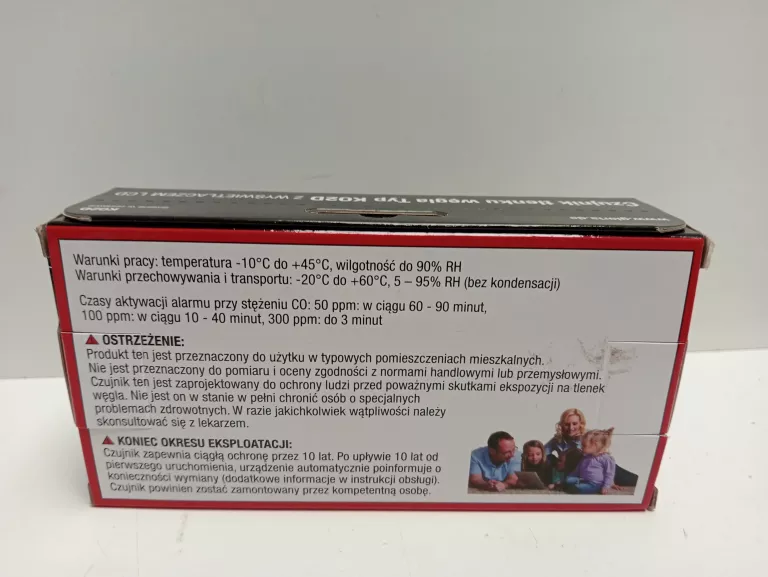 Czujnik tlenku węgla Typ KO2D Z WYŚWIETLACZEM LCD
www.gloria.de
KO2D
Warunki pracy: temperatura -10°C do +45°C, wilgotność do 90% RH
Warunki przechowywania i transportu: -20°C do +60°C, 5 – 95% RH (bez kondensacji)
Czasy aktywacji alarmu przy stężeniu CO: 50 ppm: w ciągu 60 - 90 minut,
100 ppm: w ciągu 10 - 40 minut, 300 ppm: do 3 minut
OSTRZEŻENIE:
Produkt ten jest przeznaczony do użytku w typowych pomieszczeniach mieszkalnych.
Nie jest przeznaczony do pomiaru i oceny zgodności z normami handlowymi lub przemysłowymi.
Czujnik ten jest zaprojektowany do ochrony ludzi przed poważnymi skutkami ekspozycji na tlenek
węgla. Nie jest on w stanie w pełni chronić osób o specjalnych
problemach zdrowotnych. W razie jakichkolwiek wątpliwości należy
skonsultować się z lekarzem.
KONIEC OKRESU EKSPLOATACJI:
Czujnik zapewnia ciągłą ochronę przez 10 lat. Po upływie 10 lat od
pierwszego uruchomienia, urządzenie automatycznie poinformuje o
konieczności wymiany (dodatkowe informacje w instrukcji obsługi).
Czujnik powinien zostać zamontowany przez kompetentną osobę.